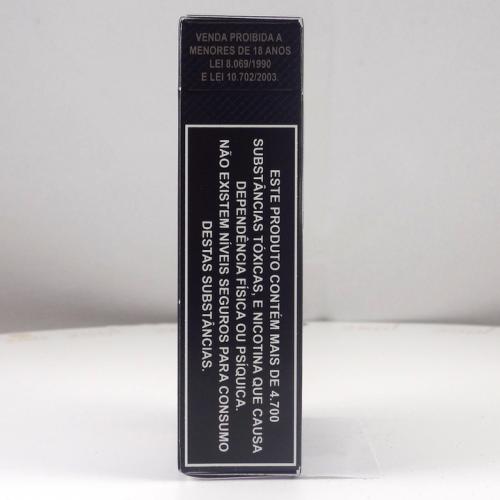 VENDA PROIBIDA A
MENORES DE 18 ANOS
LEI 8.069/1990
E LEI 10.702/2003
ESTE PRODUTO CONTÉM MAIS DE 4.700
SUBSTÂNCIAS TÓXICAS, E NICOTINA QUE CAUSA
DEPENDÊNCIA FÍSICA OU PSÍQUICA.
NÃO EXISTEM NÍVEIS SEGUROS PARA CONSUMO
DESTAS SUBSTÂNCIAS.